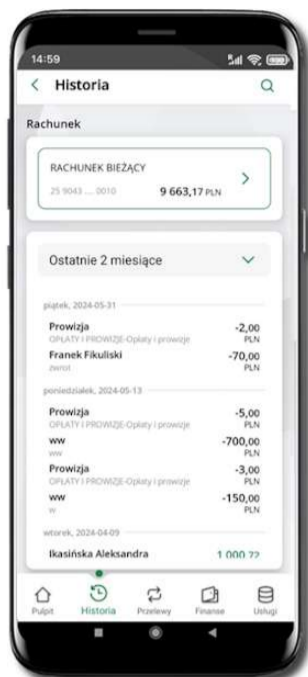 14:59
Historia
Rachunek
RACHUNEK BIEŻĄCY
25 9043 .... 0010 9 663,17 PLN
Ostatnie 2 miesiące
piątek, 2024-05-31
Prowizja -2,00
OPŁATY I PROWIZJE-Opłaty i prowizje PLN
Franek Fikuliski -70,00
zwrot PLN
poniedziałek, 2024-05-13
Prowizja -5,00
OPŁATY I PROWIZJE-Opłaty i prowizje PLN
ww -700,00
ww PLN
Prowizja -3,00
OPŁATY I PROWIZJE-Opłaty i prowizje PLN
ww -150,00
w PLN
wtorek, 2024-04-09
Ikasińska Aleksandra 1 000,72
Pulpit Historia Przelewy Finanse Usługi